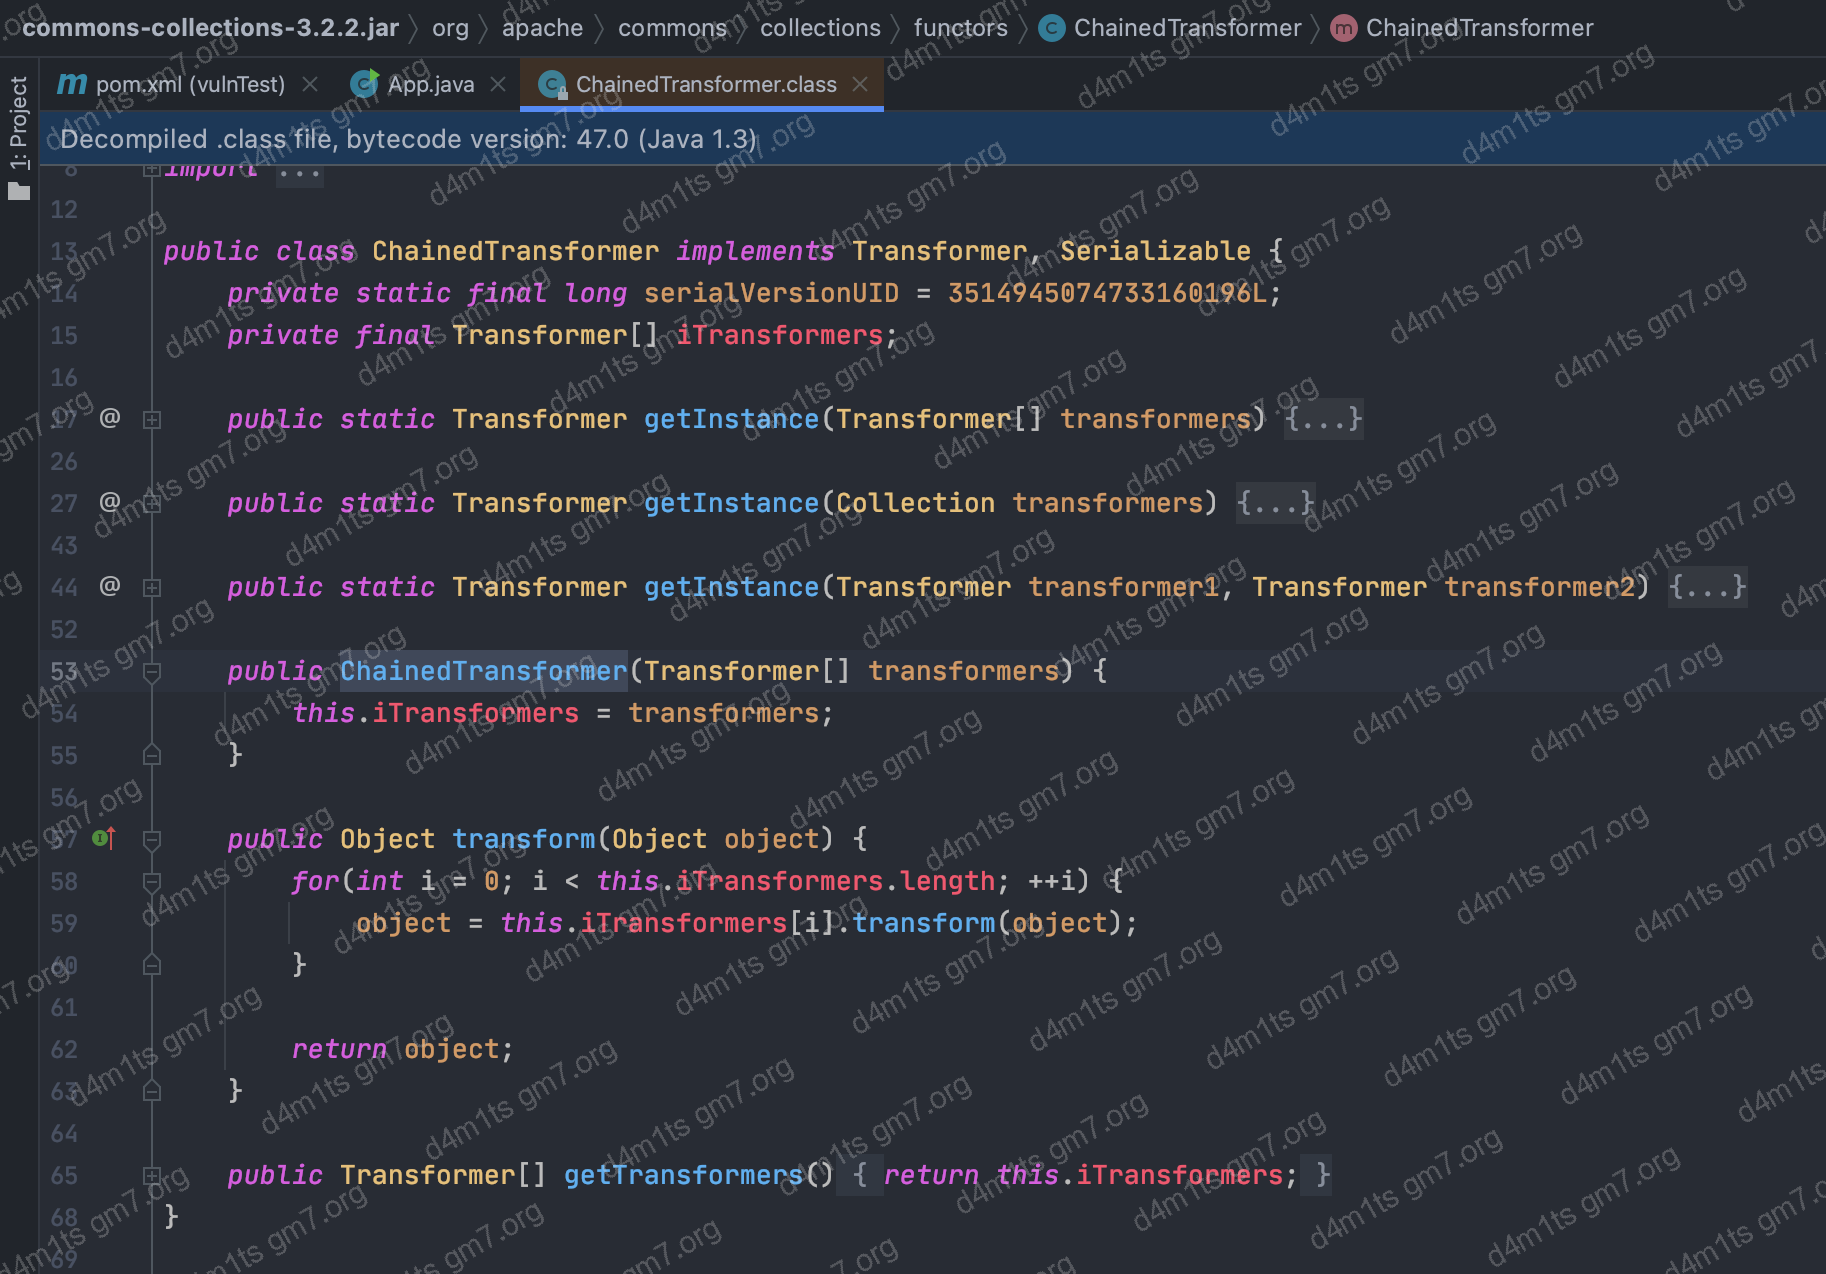 commons-collections-3.2.2.jar org apache commons collections functors C ChainedTransformer m ChainedTransformer
1: Project
m pom.xml (vulnTest) C App.java C ChainedTransformer.class
Decompiled .class file, bytecode version: 47.0 (Java 1.3)
8 import ...
12
13 public class ChainedTransformer implements Transformer, Serializable {
14 private static final long serialVersionUID = 3514945074733160196L;
15 private final Transformer[] iTransformers;
16
17 @ public static Transformer getInstance(Transformer[] transformers) {...}
26
27 @ public static Transformer getInstance(Collection transformers) {...}
43
44 @ public static Transformer getInstance(Transformer transformer1, Transformer transformer2) {...}
52
53 public ChainedTransformer(Transformer[] transformers) {
54 this.iTransformers = transformers;
55 }
56
57 public Object transform(Object object) {
58 for(int i = 0; i < this.iTransformers.length; ++i) {
59 object = this.iTransformers[i].transform(object);
60 }
61
62 return object;
63 }
64
65 public Transformer[] getTransformers() { return this.iTransformers; }
68 }
69
d4m1ts gm7.org